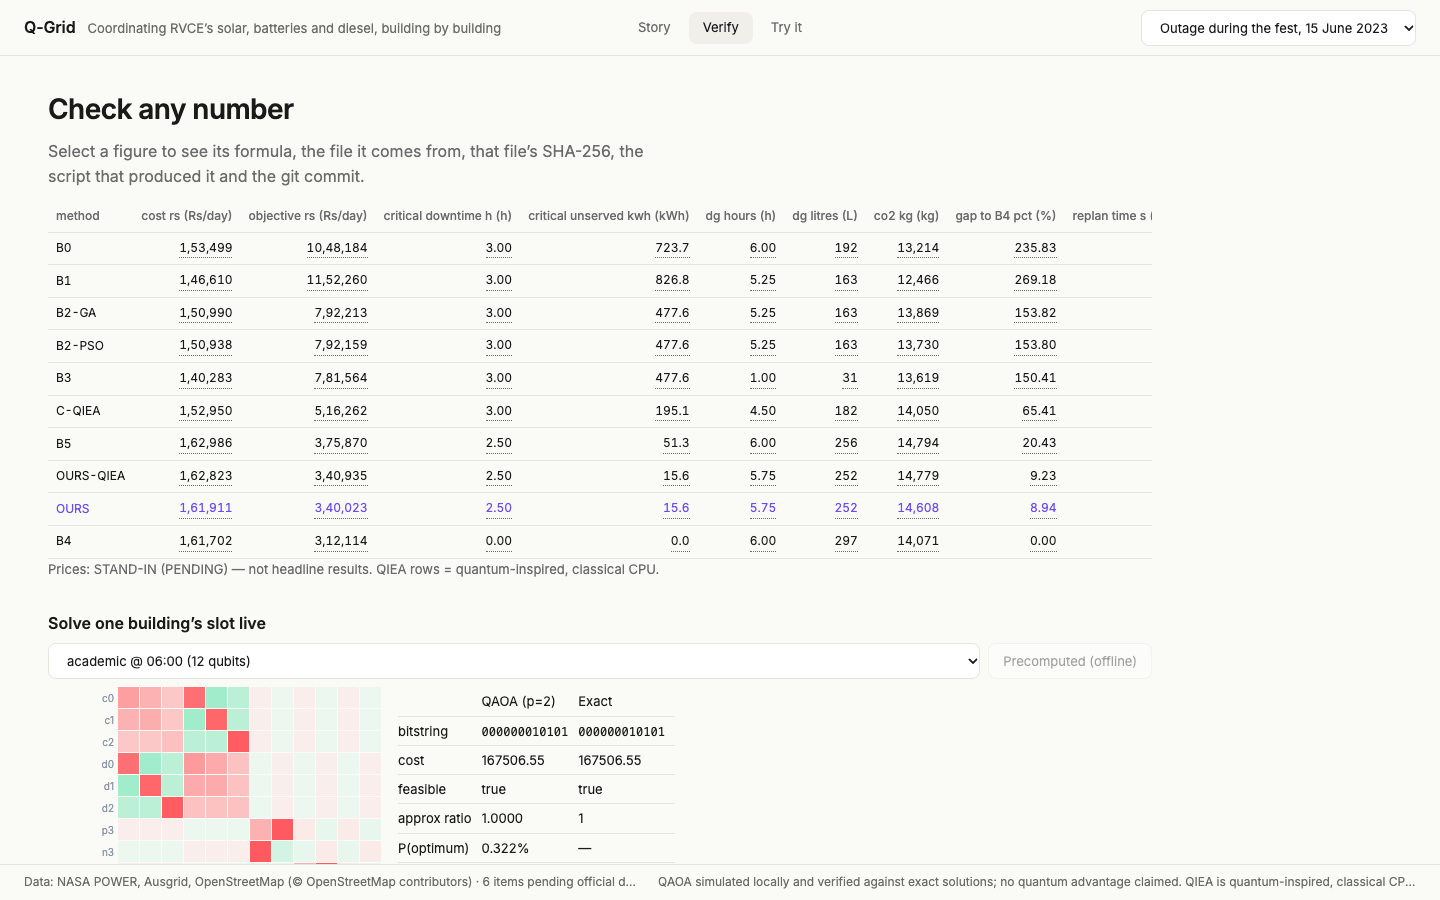 Q-Grid Coordinating RVCE's solar, batteries and diesel, building by building Story Verify Try it Outage during the fest, 15 June 2023
Check any number
Select a figure to see its formula, the file it comes from, that file's SHA-256, the
script that produced it and the git commit.
method cost rs (Rs/day) objective rs (Rs/day) critical downtime h (h) critical unserved kwh (kWh) dg hours (h) dg litres (L) co2 kg (kg) gap to B4 pct (%) replan time s (
B0 1,53,499 10,48,184 3.00 723.7 6.00 192 13,214 235.83
B1 1,46,610 11,52,260 3.00 826.8 5.25 163 12,466 269.18
B2-GA 1,50,990 7,92,213 3.00 477.6 5.25 163 13,869 153.82
B2-PSO 1,50,938 7,92,159 3.00 477.6 5.25 163 13,730 153.80
B3 1,40,283 7,81,564 3.00 477.6 1.00 31 13,619 150.41
C-QIEA 1,52,950 5,16,262 3.00 195.1 4.50 182 14,050 65.41
B5 1,62,986 3,75,870 2.50 51.3 6.00 256 14,794 20.43
OURS-QIEA 1,62,823 3,40,935 2.50 15.6 5.75 252 14,779 9.23
OURS 1,61,911 3,40,023 2.50 15.6 5.75 252 14,608 8.94
B4 1,61,702 3,12,114 0.00 0.0 6.00 297 14,071 0.00
Prices: STAND-IN (PENDING) — not headline results. QIEA rows = quantum-inspired, classical CPU.
Solve one building's slot live
academic @ 06:00 (12 qubits) Precomputed (offline)
c0
c1
c2
d0
d1
d2
p3
n3
QAOA (p=2) Exact
bitstring 000000010101 000000010101
cost 167506.55 167506.55
feasible true true
approx ratio 1.0000 1
P(optimum) 0.322% —
Data: NASA POWER, Ausgrid, OpenStreetMap (© OpenStreetMap contributors) · 6 items pending official d... QAOA simulated locally and verified against exact solutions; no quantum advantage claimed. QIEA is quantum-inspired, classical CP...